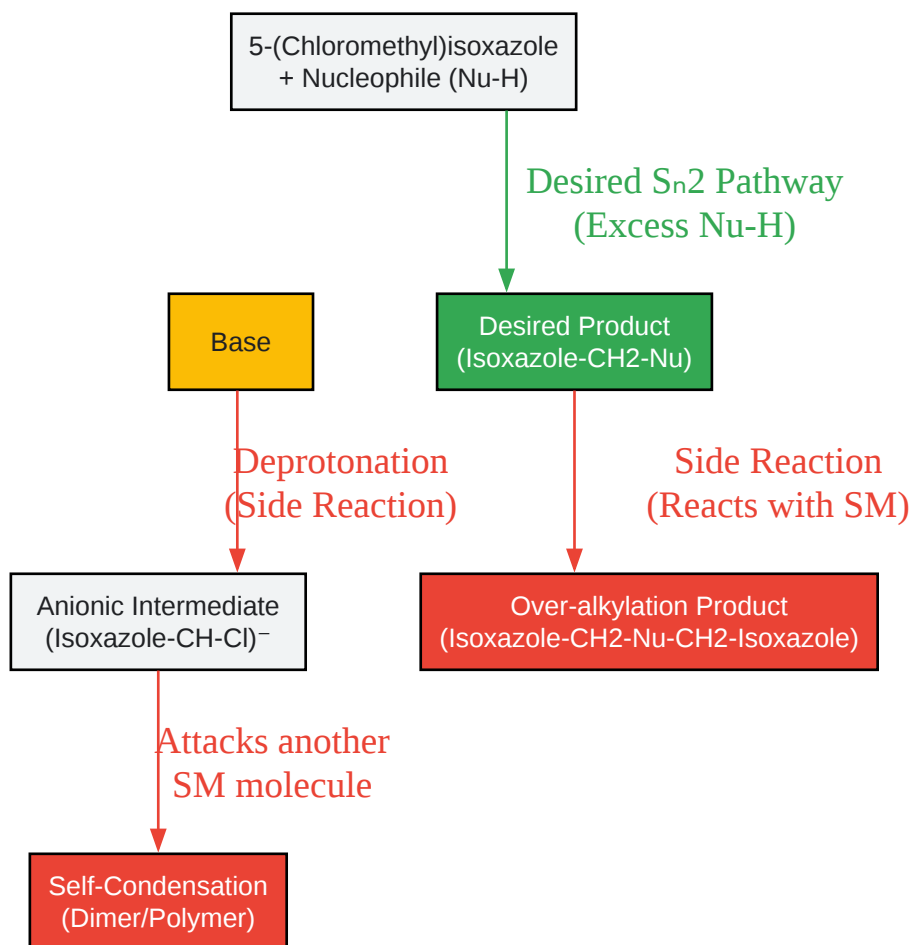 5-(Chloromethyl)isoxazole
+ Nucleophile (Nu-H)
Desired Sₙ2 Pathway
(Excess Nu-H)
Base
Desired Product
(Isoxazole-CH2-Nu)
Deprotonation
(Side Reaction)
Side Reaction
(Reacts with SM)
Anionic Intermediate
(Isoxazole-CH-Cl)⁻
Over-alkylation Product
(Isoxazole-CH2-Nu-CH2-Isoxazole)
Attacks another
SM molecule
Self-Condensation
(Dimer/Polymer)